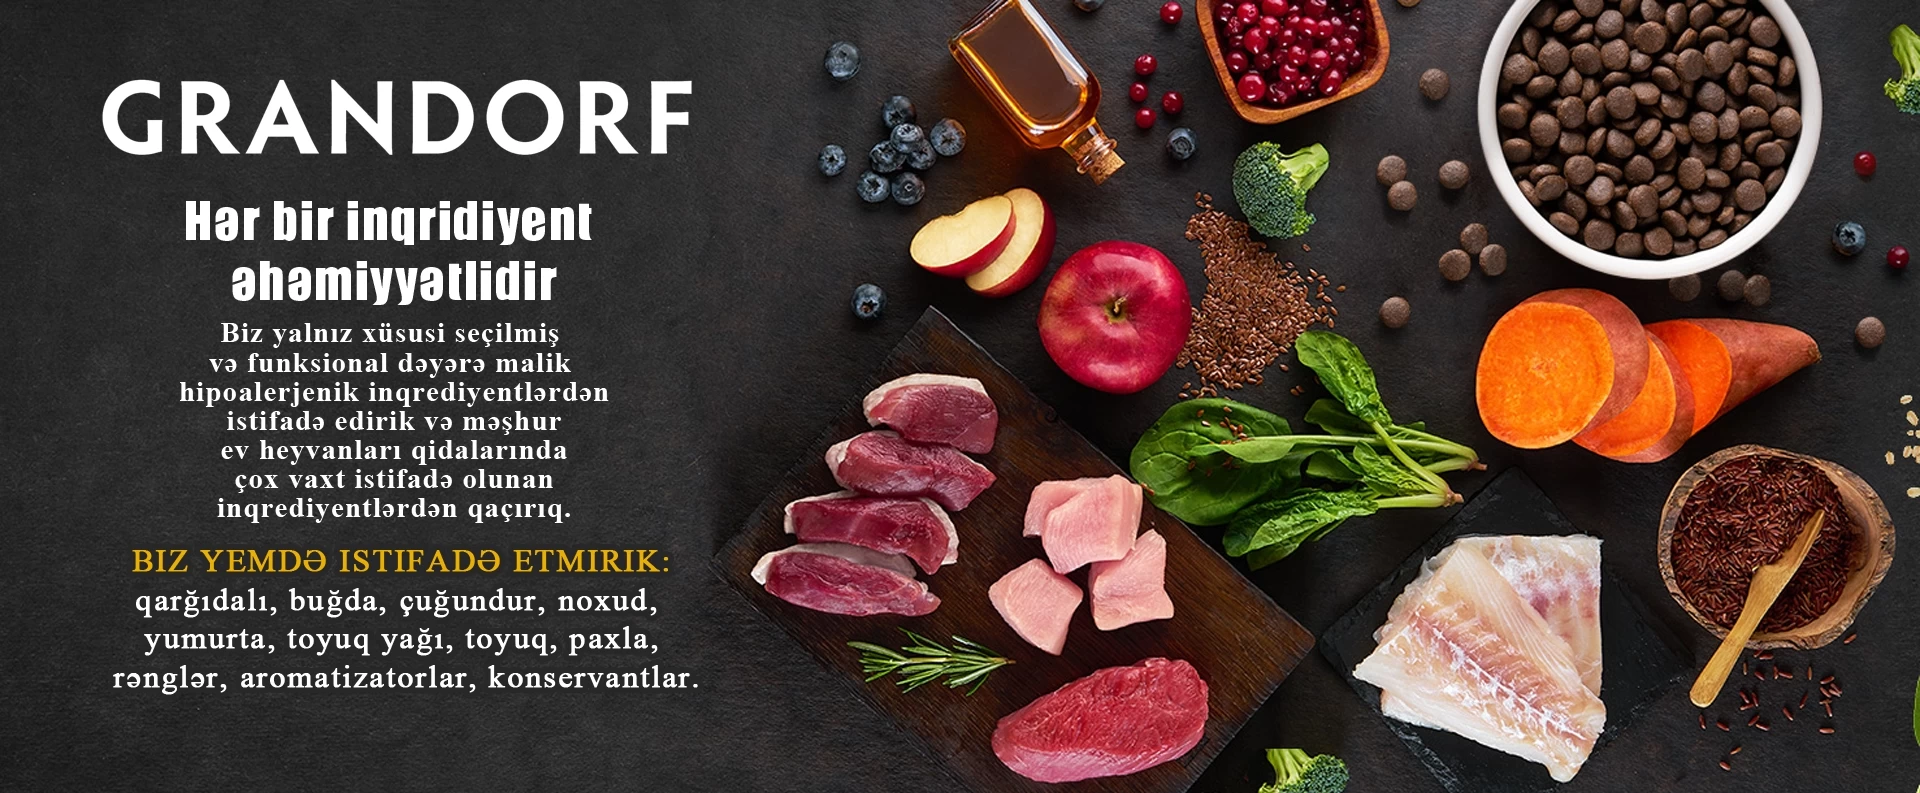 GRANDORF
Hər bir inqridiyent
əhəmiyyətlidir
Biz yalnız xüsusi seçilmiş
və funksional dəyərə malik
hipoalerjenik inqrediyentlərdən
istifadə edirik və məşhur
ev heyvanları qidalarında
çox vaxt istifadə olunan
inqrediyentlərdən qaçırıq.
BIZ YEMDƏ ISTIFADƏ ETMIRIK:
qarğıdalı, buğda, çuğundur, noxud,
yumurta, toyuq yağı, toyuq, paxla,
rənglər, aromatizatorlar, konservantlar.